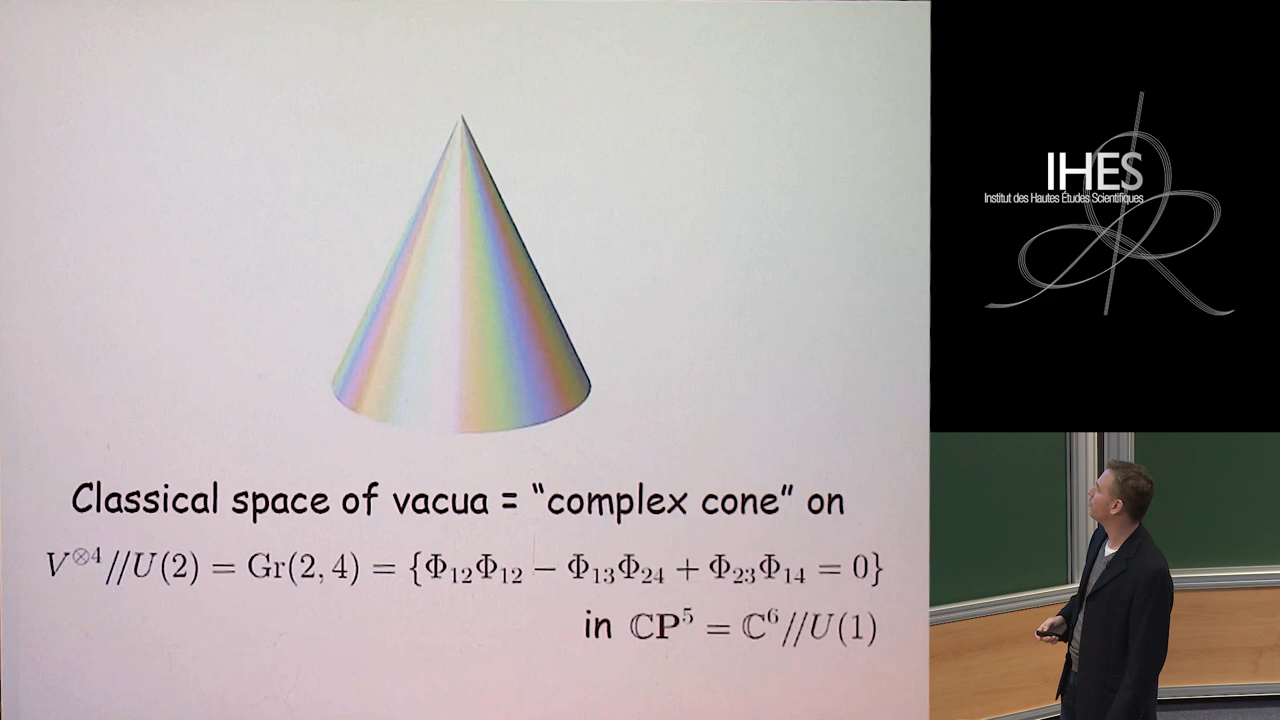 Classical space of vacua = “complex cone” on
V^{⊗4}//U(2) = Gr(2, 4) = {Φ₁₂Φ₁₂ − Φ₁₃Φ₂₄ + Φ₂₃Φ₁₄ = 0}
in ℂP⁵ = ℂ⁶//U(1)
IHES
Institut des Hautes Études Scientifiques